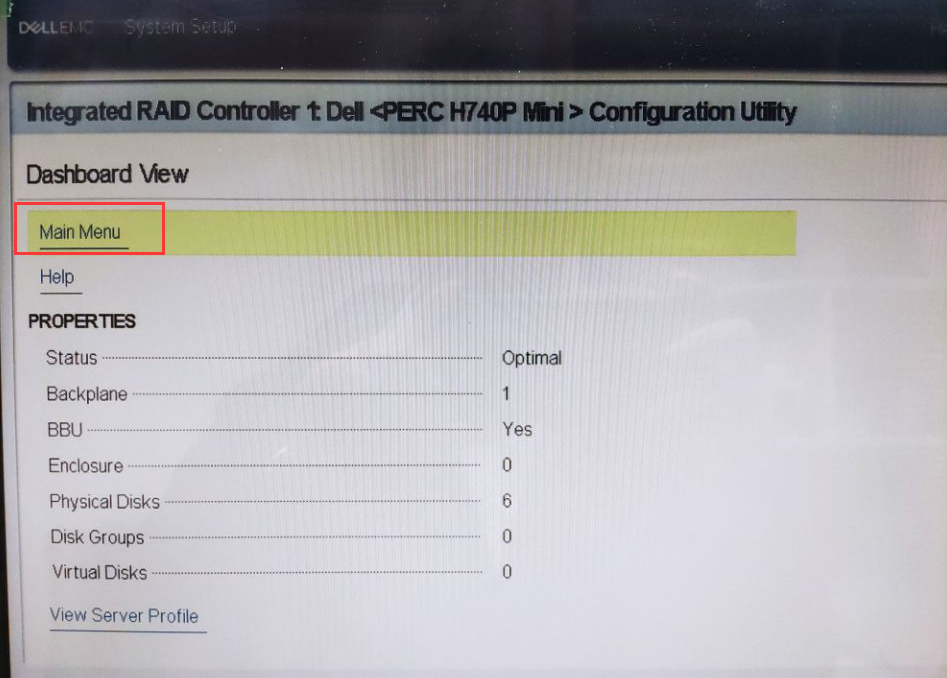 DELLEMC System Setup
Integrated RAID Controller 1: Dell <PERC H740P Mini > Configuration Utility
Dashboard View
Main Menu
Help
PROPERTIES
Status Optimal
Backplane 1
BBU Yes
Enclosure 0
Physical Disks 6
Disk Groups 0
Virtual Disks 0
View Server Profile